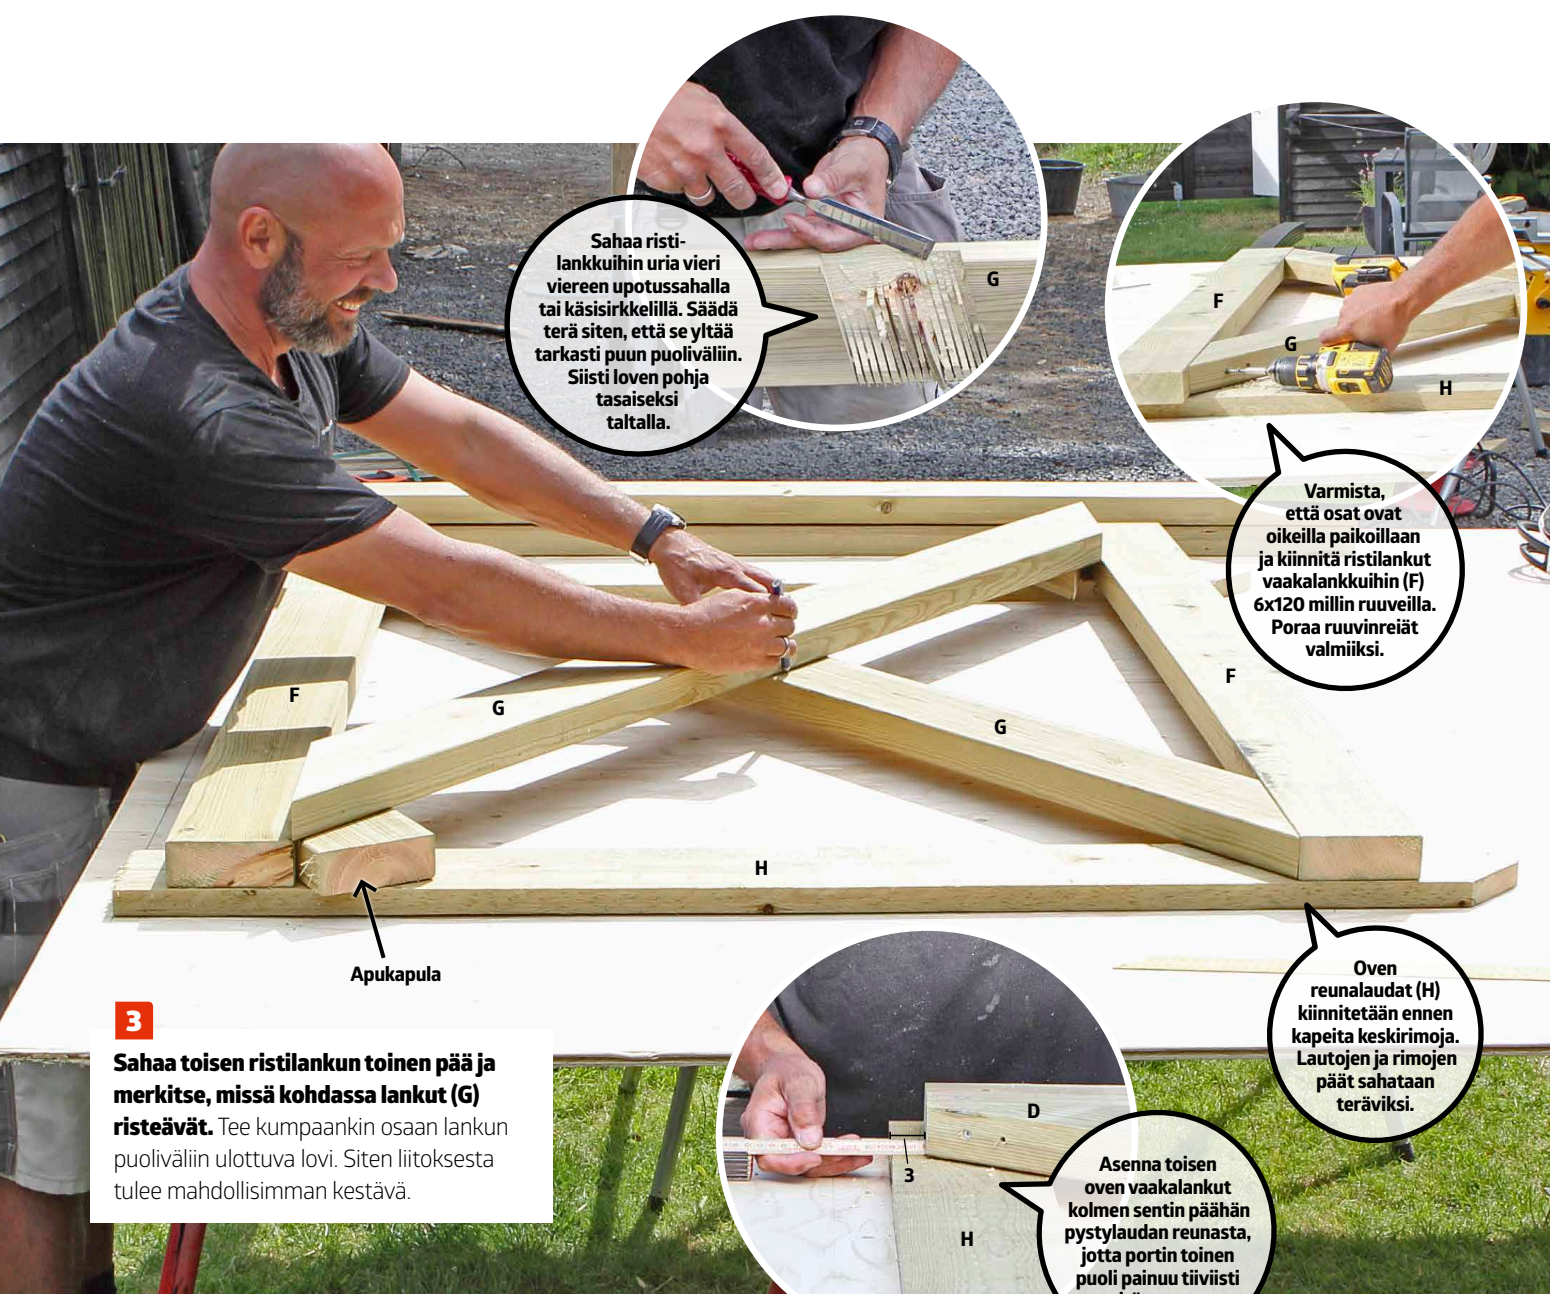 Sahaa risti-
lankkuihin uria vieri
viereen upotussahalla
tai käsisirkkelillä. Säädä
terä siten, että se yltää
tarkasti puun puoliväliin.
Siisti loven pohja
tasaiseksi
taltalla.
G
F
G
H
Varmista,
että osat ovat
oikeilla paikoillaan
ja kiinnitä ristilankut
vaakalankkuihin (F)
6x120 millin ruuveilla.
Poraa ruuvinreiät
valmiiksi.
F
G
G
F
H
Apukapula
3
Sahaa toisen ristilankun toinen pää ja
merkitse, missä kohdassa lankut (G)
risteävät. Tee kumpaankin osaan lankun
puoliväliin ulottuva lovi. Siten liitoksesta
tulee mahdollisimman kestävä.
Oven
reunalaudat (H)
kiinnitetään ennen
kapeita keskirimoja.
Lautojen ja rimojen
päät sahataan
teräviksi.
D
3
H
Asenna toisen
oven vaakalankut
kolmen sentin päähän
pystylaudan reunasta,
jotta portin toinen
puoli painuu tiiviisti